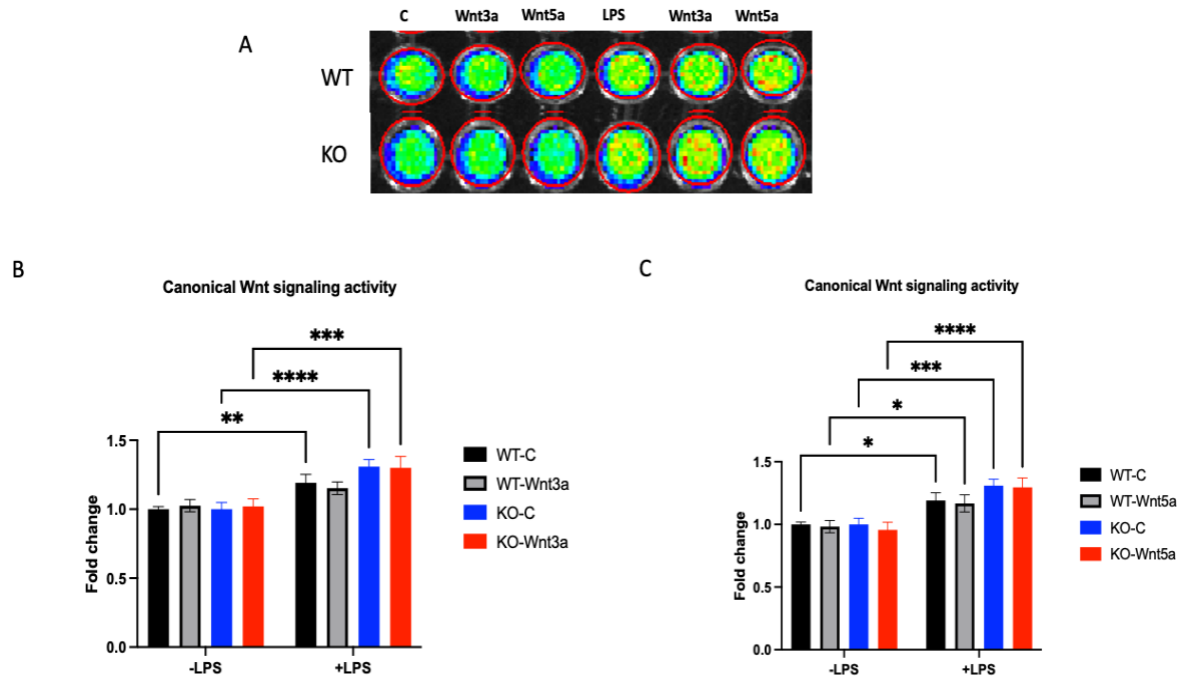 C Wnt3a Wnt5a LPS Wnt3a Wnt5a
A
WT
KO
B
Canonical Wnt signaling activity
***
****
**
Fold change
1.5
1.0
0.5
0.0
-LPS +LPS
WT-C
WT-Wnt3a
KO-C
KO-Wnt3a
C
Canonical Wnt signaling activity
****
***
*
*
Fold change
1.5
1.0
0.5
0.0
-LPS +LPS
WT-C
WT-Wnt5a
KO-C
KO-Wnt5a